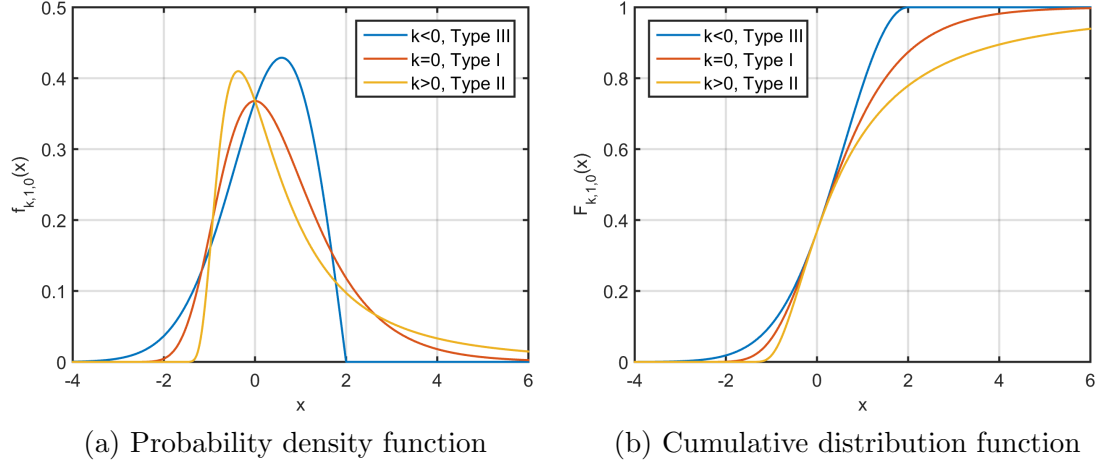 0.5
0.4
0.3
0.2
0.1
0
-4 -2 0 2 4 6
x
f_{k,1,0}(x)
k<0, Type III
k=0, Type I
k>0, Type II
(a) Probability density function
1
0.8
0.6
0.4
0.2
0
-4 -2 0 2 4 6
x
F_{k,1,0}(x)
k<0, Type III
k=0, Type I
k>0, Type II
(b) Cumulative distribution function